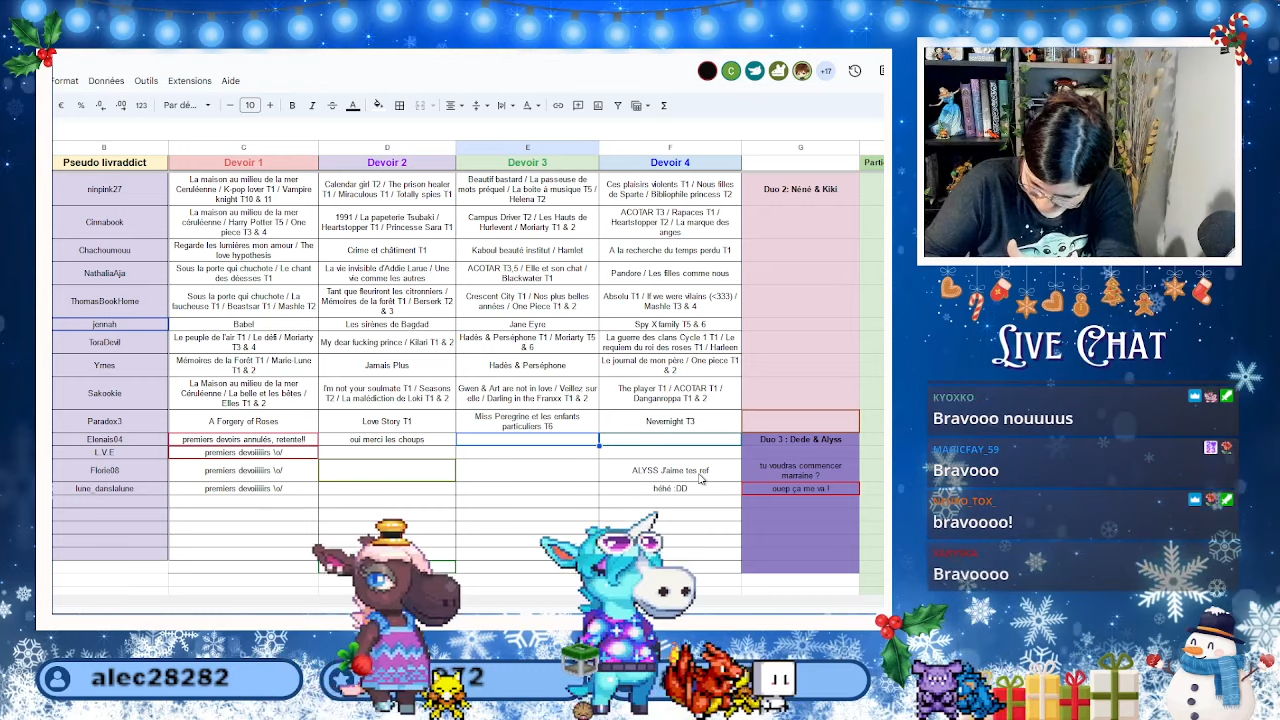 ormat Données Outils Extensions Aide
+17
€ % .0 .00 123 Par dé... 10 B I A Σ
B C D E F G
Pseudo livraddict Devoir 1 Devoir 2 Devoir 3 Devoir 4 Parti
ninpink27
La maison au milieu de la mer
Ceruléenne / K-pop lover T1 / Vampire
knight T10 & 11
Calendar girl T2 / The prison healer
T1 / Miraculous T1 / Totally spies T1
Beautif bastard / La passeuse de
mots préquel / La boite à musique T5 /
Helena T2
Ces plaisirs violents T1 / Nous filles
de Sparte / Bibliophile princess T2
Duo 2: Néné & Kiki
Cinnabook
La maison au milieu de la mer
céruléenne / Harry Potter T5 / One
piece T3 & 4
1991 / La papeterie Tsubaki /
Heartstopper T1 / Princesse Sara T1
Campus Driver T2 / Les Hauts de
Hurlevent / Moriarty T1 & 2
ACOTAR T3 / Rapaces T1 /
Heartstopper T2 / La marque des
anges
Chachoumouu
Regarde les lumières mon amour / The
love hypothesis
Crime et châtiment T1
Kaboul beauté institut / Hamlet
A la recherche du temps perdu T1
NathaliaAja
Sous la porte qui chuchote / Le chant
des déesses T1
La vie invisible d'Addie Larue / Une
vie comme les autres
ACOTAR T3,5 / Elle et son chat /
Blackwater T1
Pandore / Les filles comme nous
ThomasBookHome
Sous la porte qui chuchote / La
faucheuse T1 / Beastsar T1 / Mashle T2
Tant que fleuriront les citronniers /
Mémoires de la forêt T1 / Berserk T2
& 3
Crescent City T1 / Nos plus belles
années / One Piece T1 & 2
Absolu T1 / If we were vilains (<333) /
Mashle T3 & 4
jennah
Babel
Les sirènes de Bagdad
Jane Eyre
Spy X family T5 & 6
ToraDevil
Le peuple de l'air T1 / Le défi / Moriarty
T3 & 4
My dear fucking prince / Kilari T1 & 2
Hadès & Perséphone T1 / Moriarty T5
& 6
La guerre des clans Cycle 1 T1 / Le
requiem du roi des roses T1 / Harleen
Ymes
Mémoires de la Forêt T1 / Marie-Lune
T1 & 2
Jamais Plus
Hadès & Perséphone
Le journal de mon père / One piece T1
& 2
Sakookie
La Maison au milieu de la mer
Céruléenne / La belle et les bêtes /
Elles T1 & 2
I'm not your soulmate T1 / Seasons
T2 / La malédiction de Loki T1 & 2
Gwen & Art are not in love / Veillez sur
elle / Darling in the Franxx T1 & 2
The player T1 / ACOTAR T1 /
Danganroppa T1 & 2
Paradox3
A Forgery of Roses
Love Story T1
Miss Peregrine et les enfants
particuliers T6
Nevernight T3
Elenais04
premiers devoirs annulés, retente!!
oui merci les choups
Duo 3 : Dede & Alyss
L.V.E
premiers devoiiiiirs \o/
Florie08
premiers devoiiiiirs \o/
ALYSS J'aime tes ref
tu voudras commencer
marraine ?
premiers devoiiiiirs \o/
héhé :DD
ouep ça me va !
LIVE CHAT
KYOXKO
Bravooo nouuuus
MAGICFAY_59
Bravooo
bravoooo!
Bravoooo
alec28282